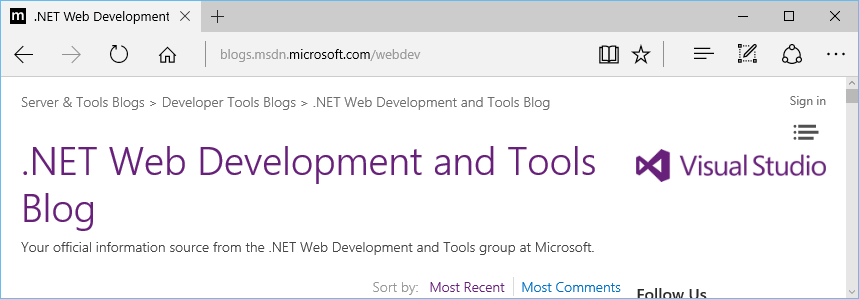 .NET Web Development
blogs.msdn.microsoft.com/webdev
Server & Tools Blogs > Developer Tools Blogs > .NET Web Development and Tools Blog
Sign in
.NET Web Development and Tools
Blog
Visual Studio
Your official information source from the .NET Web Development and Tools group at Microsoft.
Sort by: Most Recent Most Comments
Follow Us